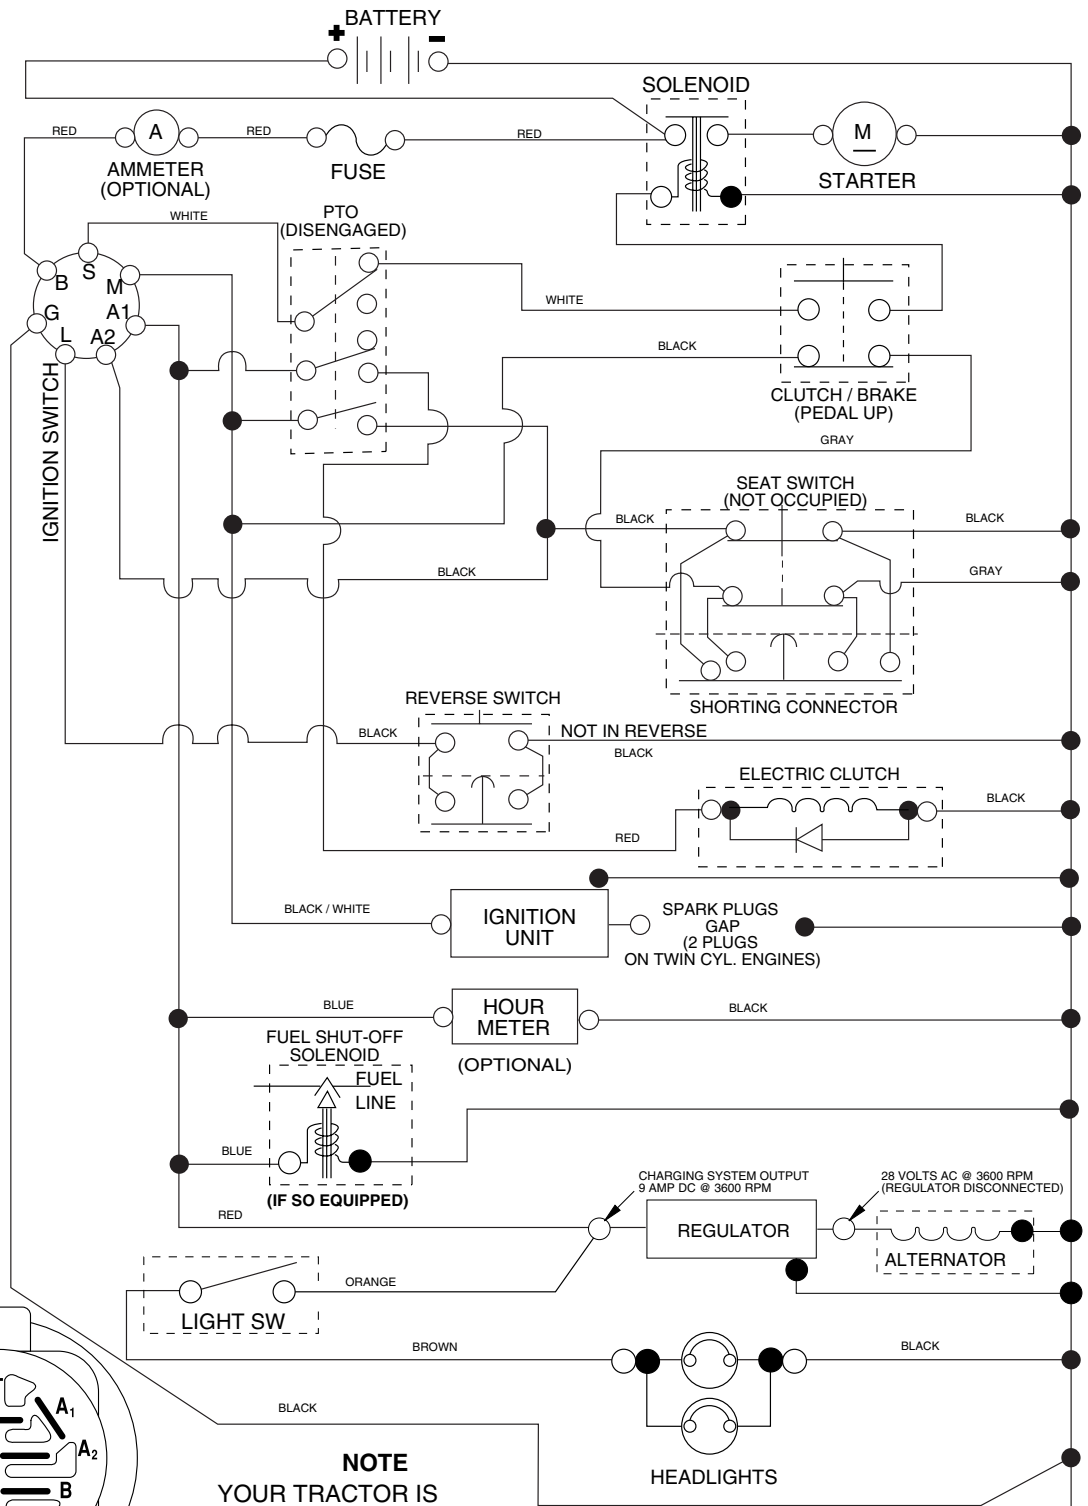 BATTERY
+
−
SOLENOID
RED
A
RED
RED
M
AMMETER
(OPTIONAL)
FUSE
STARTER
WHITE
PTO
(DISENGAGED)
B
S
M
G
A1
L
A2
WHITE
BLACK
IGNITION SWITCH
CLUTCH / BRAKE
(PEDAL UP)
GRAY
SEAT SWITCH
(NOT OCCUPIED)
BLACK
BLACK
BLACK
GRAY
REVERSE SWITCH
SHORTING CONNECTOR
BLACK
NOT IN REVERSE
BLACK
ELECTRIC CLUTCH
BLACK
RED
BLACK / WHITE
IGNITION
UNIT
SPARK PLUGS
GAP
(2 PLUGS
ON TWIN CYL. ENGINES)
BLUE
HOUR
METER
BLACK
(OPTIONAL)
FUEL SHUT-OFF
SOLENOID
FUEL
LINE
BLUE
(IF SO EQUIPPED)
CHARGING SYSTEM OUTPUT
9 AMP DC @ 3600 RPM
28 VOLTS AC @ 3600 RPM
(REGULATOR DISCONNECTED)
RED
REGULATOR
ALTERNATOR
ORANGE
LIGHT SW
BROWN
BLACK
A1
A2
B
BLACK
HEADLIGHTS
NOTE
YOUR TRACTOR IS